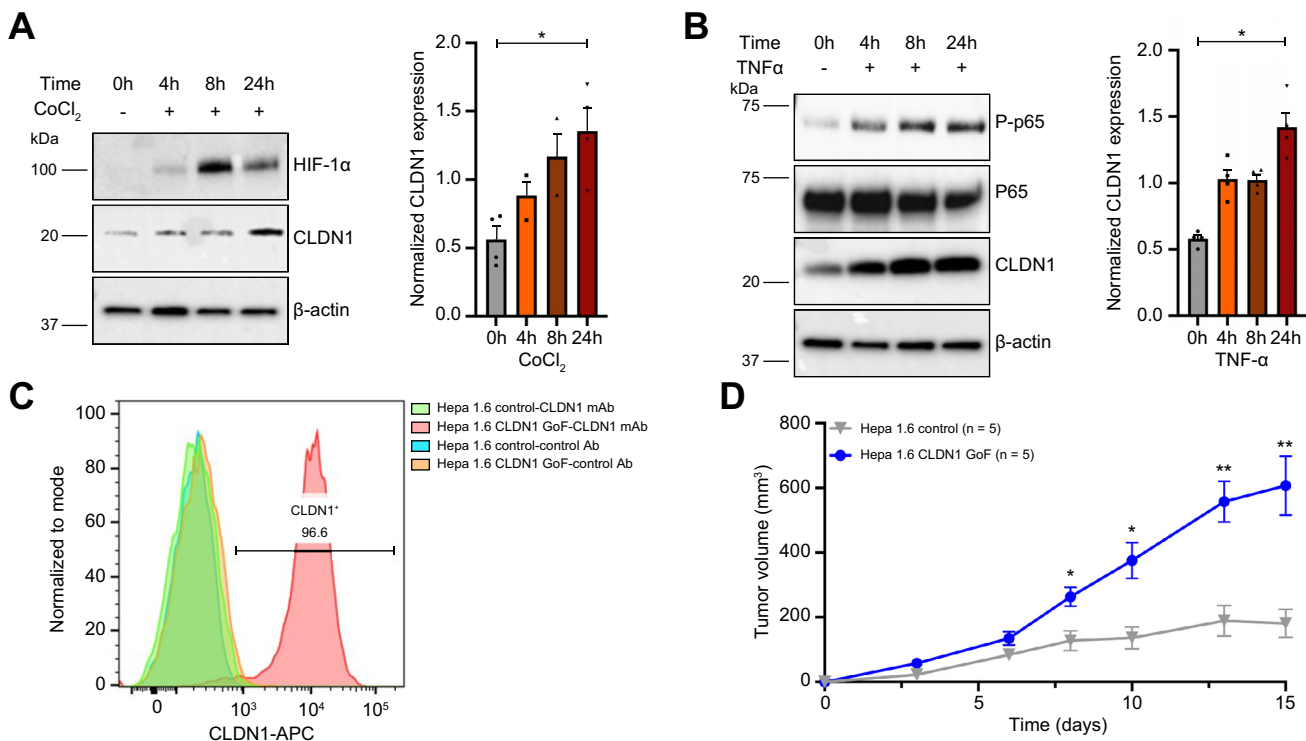 A
Time 0h 4h 8h 24h
CoCl₂ - + + +
kDa
100
HIF-1α
20
CLDN1
37
β-actin
Normalized CLDN1 expression
2.0
1.5
1.0
0.5
0.0
*
0h 4h 8h 24h
CoCl₂
B
Time 0h 4h 8h 24h
TNFα - + + +
kDa
75
P-p65
75
P65
20
CLDN1
37
β-actin
Normalized CLDN1 expression
2.0
1.5
1.0
0.5
0.0
*
0h 4h 8h 24h
TNF-α
C
Normalized to mode
100
80
60
40
20
0
CLDN1⁺
96.6
0 10³ 10⁴ 10⁵
CLDN1-APC
Hepa 1.6 control-CLDN1 mAb
Hepa 1.6 CLDN1 GoF-CLDN1 mAb
Hepa 1.6 control-control Ab
Hepa 1.6 CLDN1 GoF-control Ab
D
Tumor volume (mm³)
800
600
400
200
0
Hepa 1.6 control (n = 5)
Hepa 1.6 CLDN1 GoF (n = 5)
* * ** **
0 5 10 15
Time (days)